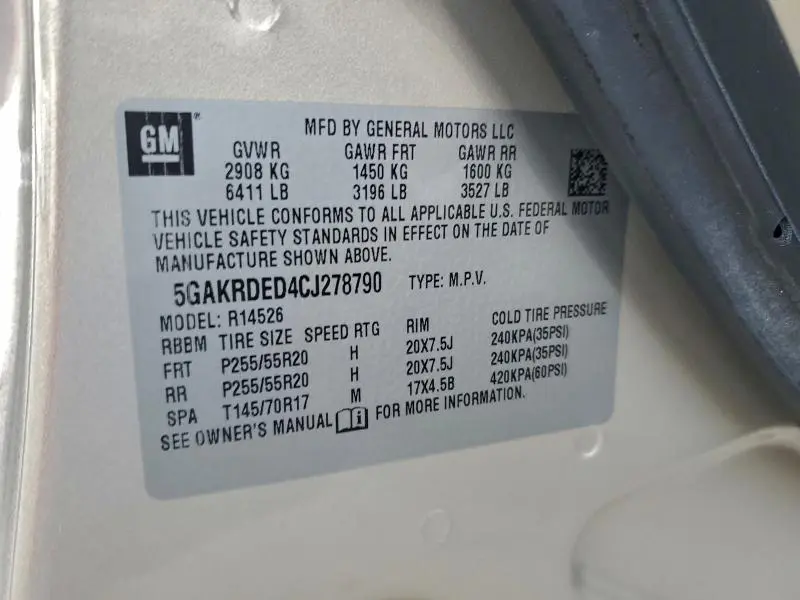 GM ®
MFD BY GENERAL MOTORS LLC
GVWR GAWR FRT GAWR RR
2908 KG 1450 KG 1600 KG
6411 LB 3196 LB 3527 LB
THIS VEHICLE CONFORMS TO ALL APPLICABLE U.S. FEDERAL MOTOR
VEHICLE SAFETY STANDARDS IN EFFECT ON THE DATE OF
MANUFACTURE SHOWN ABOVE.
5GAKRDED4CJ278790 TYPE: M.P.V.
MODEL: R14526
RBBM TIRE SIZE SPEED RTG RIM COLD TIRE PRESSURE
FRT P255/55R20 H 20X7.5J 240KPA(35PSI)
RR P255/55R20 H 20X7.5J 240KPA(35PSI)
SPA T145/70R17 M 17X4.5B 420KPA(60PSI)
SEE OWNER'S MANUAL i FOR MORE INFORMATION.